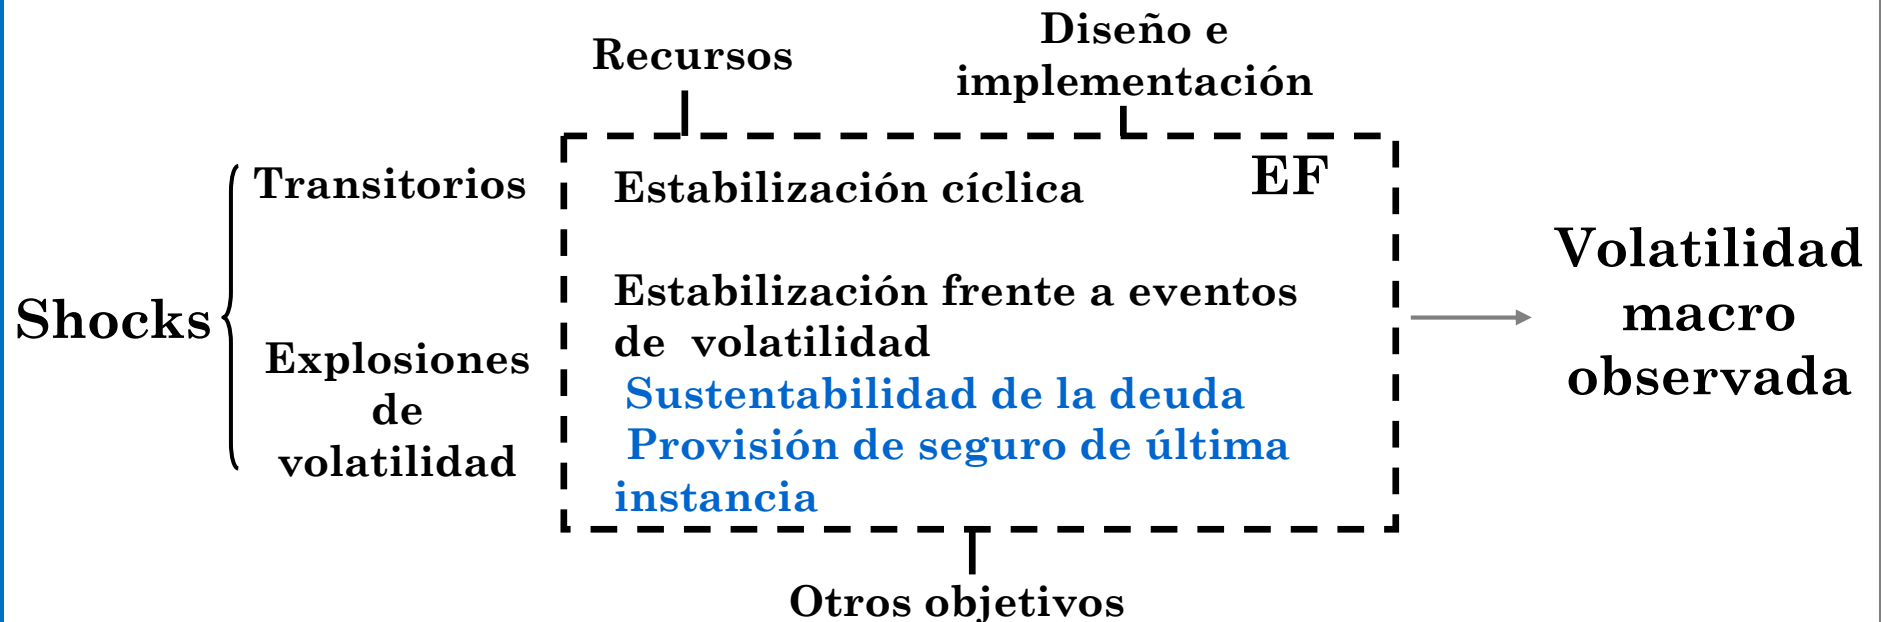 Recursos
Diseño e
implementación
EF
Transitorios
Estabilización cíclica
Shocks
Explosiones
de
volatilidad
Estabilización frente a eventos
de volatilidad
Sustentabilidad de la deuda
Provisión de seguro de última
instancia
Volatilidad
macro
observada
Otros objetivos